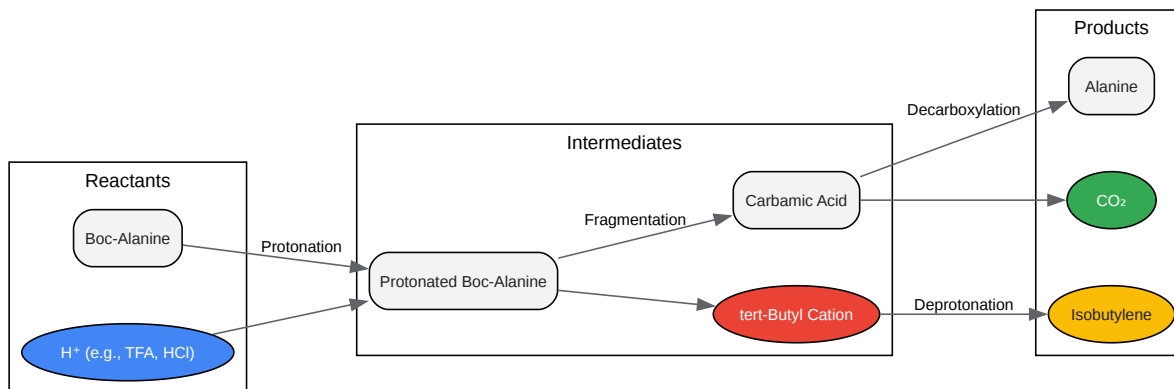 Reactants
Boc-Alanine
H⁺ (e.g., TFA, HCl)
Protonation
Intermediates
Protonated Boc-Alanine
Fragmentation
Carbamic Acid
tert-Butyl Cation
Decarboxylation
Deprotonation
Products
Alanine
CO₂
Isobutylene